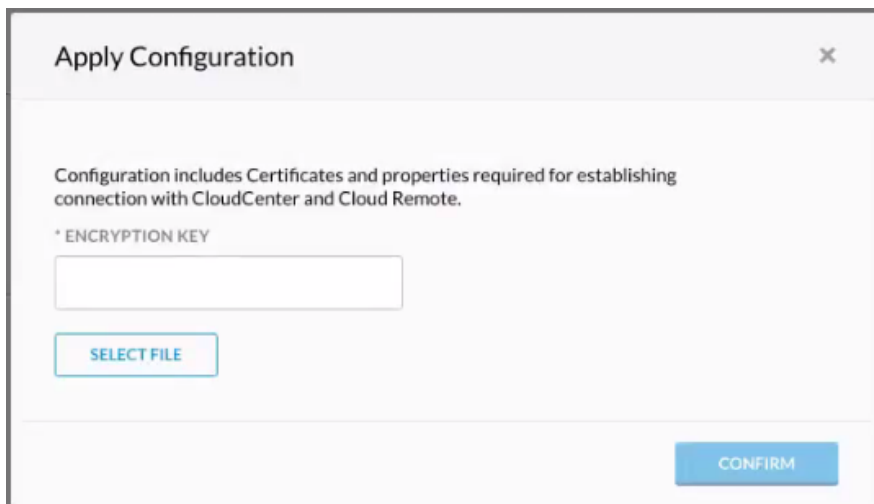 Apply Configuration
Configuration includes Certificates and properties required for establishing
connection with CloudCenter and Cloud Remote.
* ENCRYPTION KEY
SELECT FILE
CONFIRM